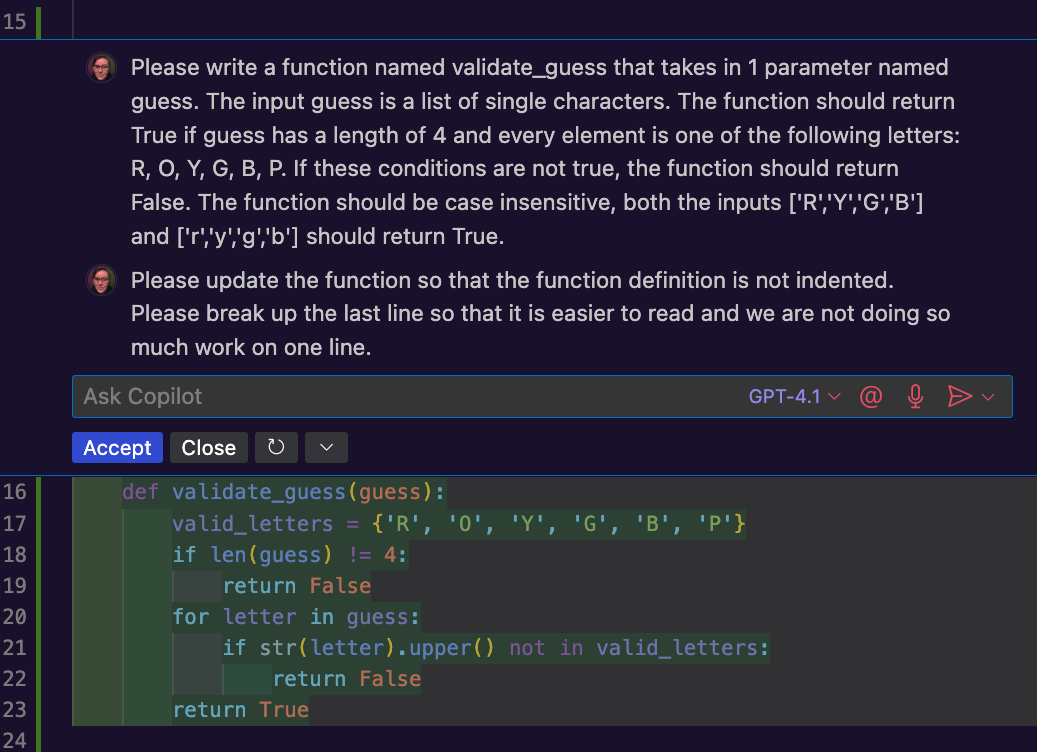 15
Please write a function named validate_guess that takes in 1 parameter named
guess. The input guess is a list of single characters. The function should return
True if guess has a length of 4 and every element is one of the following letters:
R, O, Y, G, B, P. If these conditions are not true, the function should return
False. The function should be case insensitive, both the inputs ['R','Y','G','B']
and ['r','y','g','b'] should return True.
Please update the function so that the function definition is not indented.
Please break up the last line so that it is easier to read and we are not doing so
much work on one line.
Ask Copilot GPT-4.1 @
Accept Close
16 def validate_guess(guess):
17 valid_letters = {'R', 'O', 'Y', 'G', 'B', 'P'}
18 if len(guess) != 4:
19 return False
20 for letter in guess:
21 if str(letter).upper() not in valid_letters:
22 return False
23 return True
24